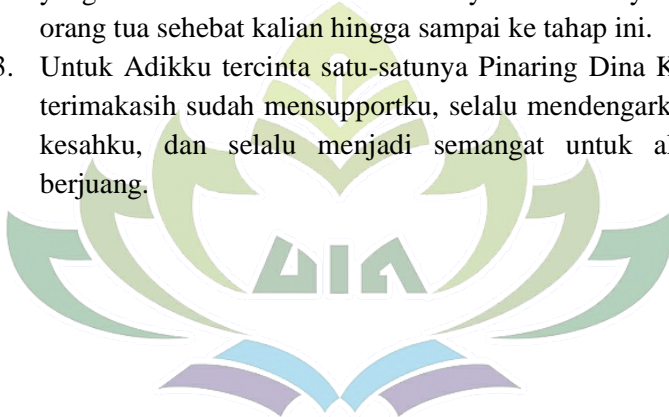 orang tua sehebat kalian hingga sampai ke tahap ini.
3. Untuk Adikku tercinta satu-satunya Pinaring Dina K
terimakasih sudah mensupportku, selalu mendengark
kesahku, dan selalu menjadi semangat untuk
berjuang.
UIN